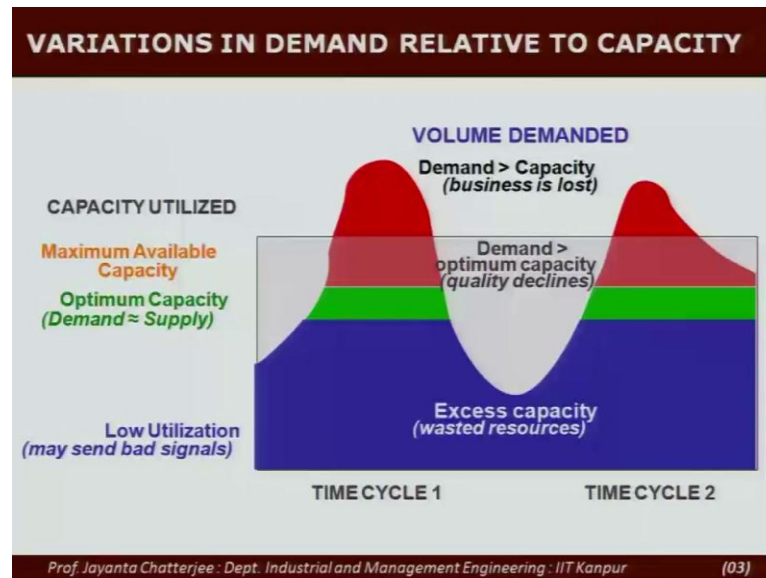 VARIATIONS IN DEMAND RELATIVE TO CAPACITY
VOLUME DEMANDED
Demand > Capacity
(business is lost)
CAPACITY UTILIZED
Maximum Available
Capacity
Demand >
optimum capacity
(quality declines)
Optimum Capacity
(Demand ≈ Supply)
Low Utilization
(may send bad signals)
Excess capacity
(wasted resources)
TIME CYCLE 1
TIME CYCLE 2
Prof. Jayanta Chatterjee : Dept. Industrial and Management Engineering : IIT Kanpur
(03)